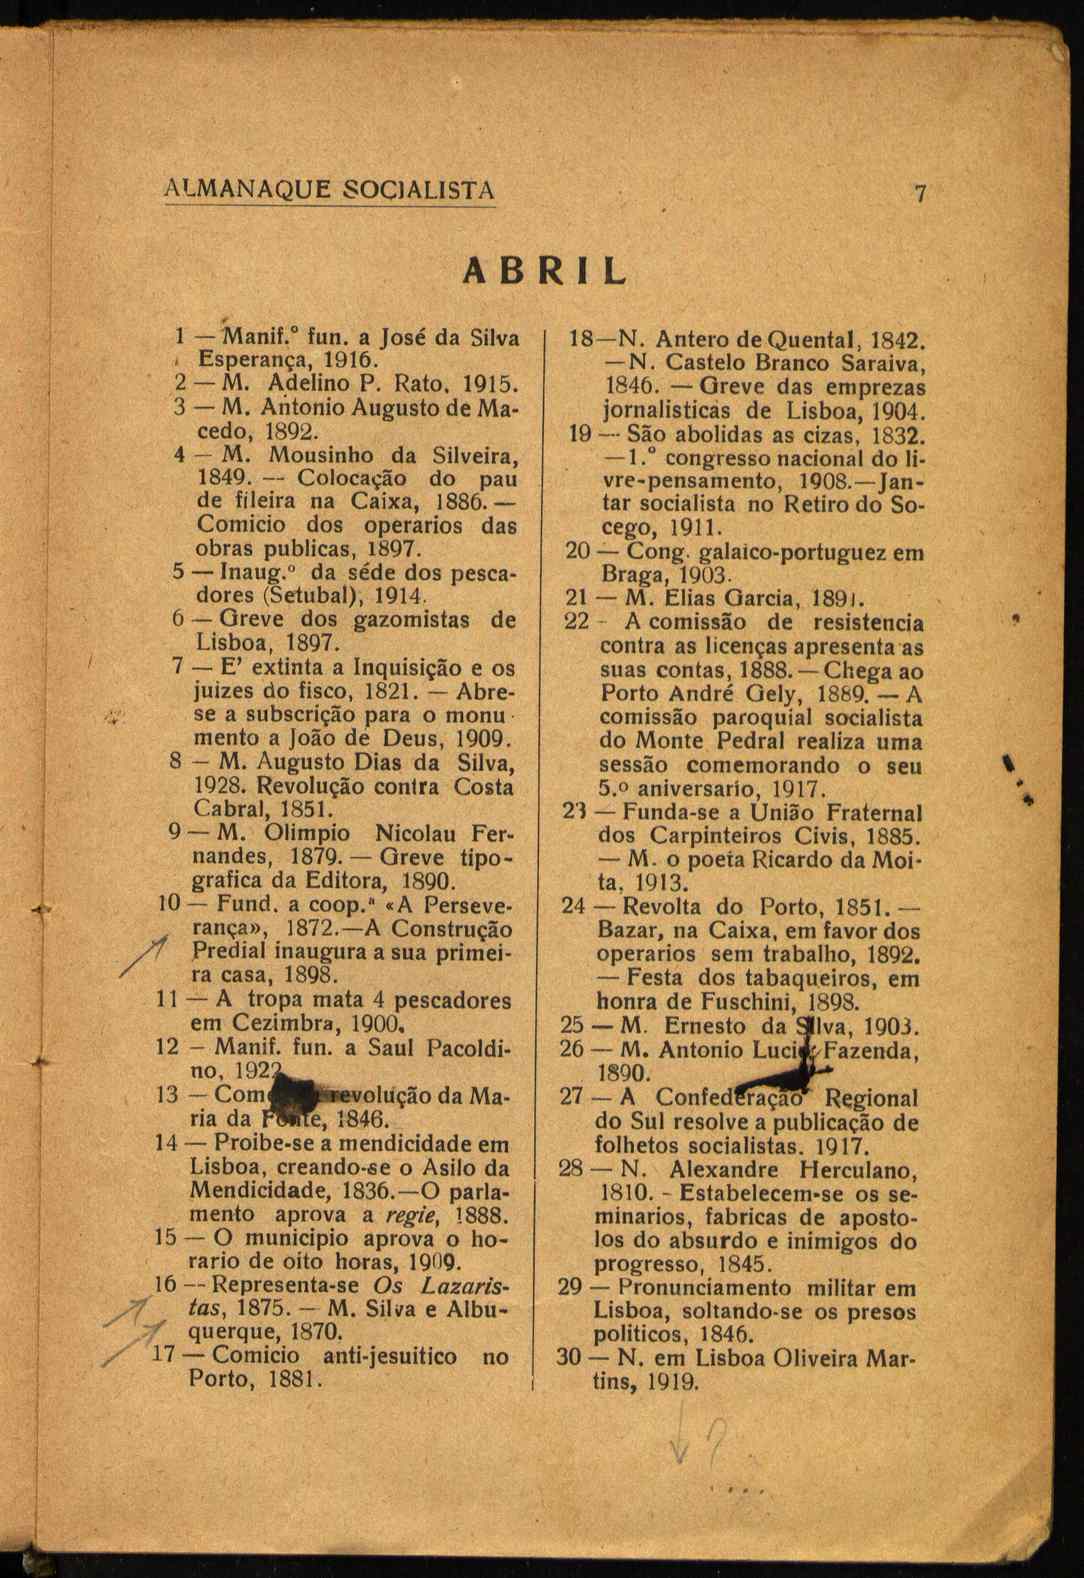 ALMANAQUE SOCIALISTA
7
ABRIL
1 — Manif.º fun. a José da Silva
Esperança, 1916.
2 — M. Adelino P. Rato, 1915.
3 — M. Antonio Augusto de Ma-
cedo, 1892.
4 — M. Mousinho da Silveira,
1849. — Colocação do pau
de fileira na Caixa, 1886. —
Comicio dos operarios das
obras publicas, 1897.
5 — Inaug.º da séde dos pesca-
dores (Setubal), 1914.
6 — Greve dos gazomistas de
Lisboa, 1897.
7 — E' extinta a Inquisição e os
juizes do fisco, 1821. — Abre-
se a subscrição para o monu-
mento a João de Deus, 1909.
8 — M. Augusto Dias da Silva,
1928. Revolução contra Costa
Cabral, 1851.
9 — M. Olimpio Nicolau Fer-
nandes, 1879. — Greve tipo-
grafica da Editora, 1890.
10 — Fund. a coop.ª «A Perseve-
rança», 1872.—A Construção
Predial inaugura a sua primei-
ra casa, 1898.
11 — A tropa mata 4 pescadores
em Cezimbra, 1900.
12 — Manif. fun. a Saul Pacoldi-
no, 1922
13 — Com revolução da Ma-
ria da Fonte, 1846.
14 — Proibe-se a mendicidade em
Lisboa, creando-se o Asilo da
Mendicidade, 1836.—O parla-
mento aprova a regie, 1888.
15 — O municipio aprova o ho-
rario de oito horas, 1909.
16 — Representa-se Os Lazaris-
tas, 1875. — M. Silva e Albu-
querque, 1870.
17 — Comicio anti-jesuitico no
Porto, 1881.
18—N. Antero de Quental, 1842.
—N. Castelo Branco Saraiva,
1846. — Greve das emprezas
jornalisticas de Lisboa, 1904.
19 — São abolidas as cizas, 1832.
—1.º congresso nacional do li-
vre-pensamento, 1908.—Jan-
tar socialista no Retiro do So-
cego, 1911.
20 — Cong. galaico-portuguez em
Braga, 1903.
21 — M. Elias Garcia, 1891.
22 - A comissão de resistencia
contra as licenças apresenta as
suas contas, 1888. — Chega ao
Porto André Gely, 1889. — A
comissão paroquial socialista
do Monte Pedral realiza uma
sessão comemorando o seu
5.º aniversario, 1917.
23 — Funda-se a União Fraternal
dos Carpinteiros Civis, 1885.
— M. o poeta Ricardo da Moi-
ta, 1913.
24 — Revolta do Porto, 1851. —
Bazar, na Caixa, em favor dos
operarios sem trabalho, 1892.
— Festa dos tabaqueiros, em
honra de Fuschini, 1898.
25 — M. Ernesto da Silva, 1903.
26 — M. Antonio Fazenda,
1890.
27 — A Confederação Regional
do Sul resolve a publicação de
folhetos socialistas. 1917.
28 — N. Alexandre Herculano,
1810. - Estabelecem-se os se-
minarios, fabricas de aposto-
los do absurdo e inimigos do
progresso, 1845.
29 — Pronunciamento militar em
Lisboa, soltando-se os presos
politicos, 1846.
30 — N. em Lisboa Oliveira Mar-
tins, 1919.
?